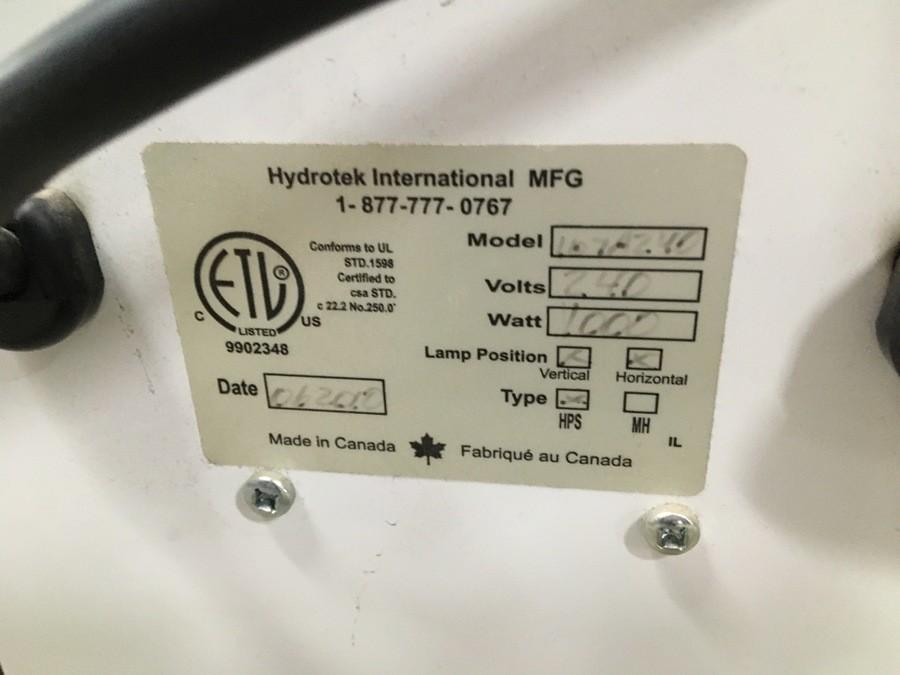 Hydrotek International MFG
1- 877-777- 0767
ETL®
C LISTED US
9902348
Conforms to UL
STD.1598
Certified to
csa STD.
c 22.2 No.250.0
Model
Volts 240
Watt 1000
Lamp Position
Vertical Horizontal
Type
HPS MH
Date
IL
Made in Canada Fabriqué au Canada